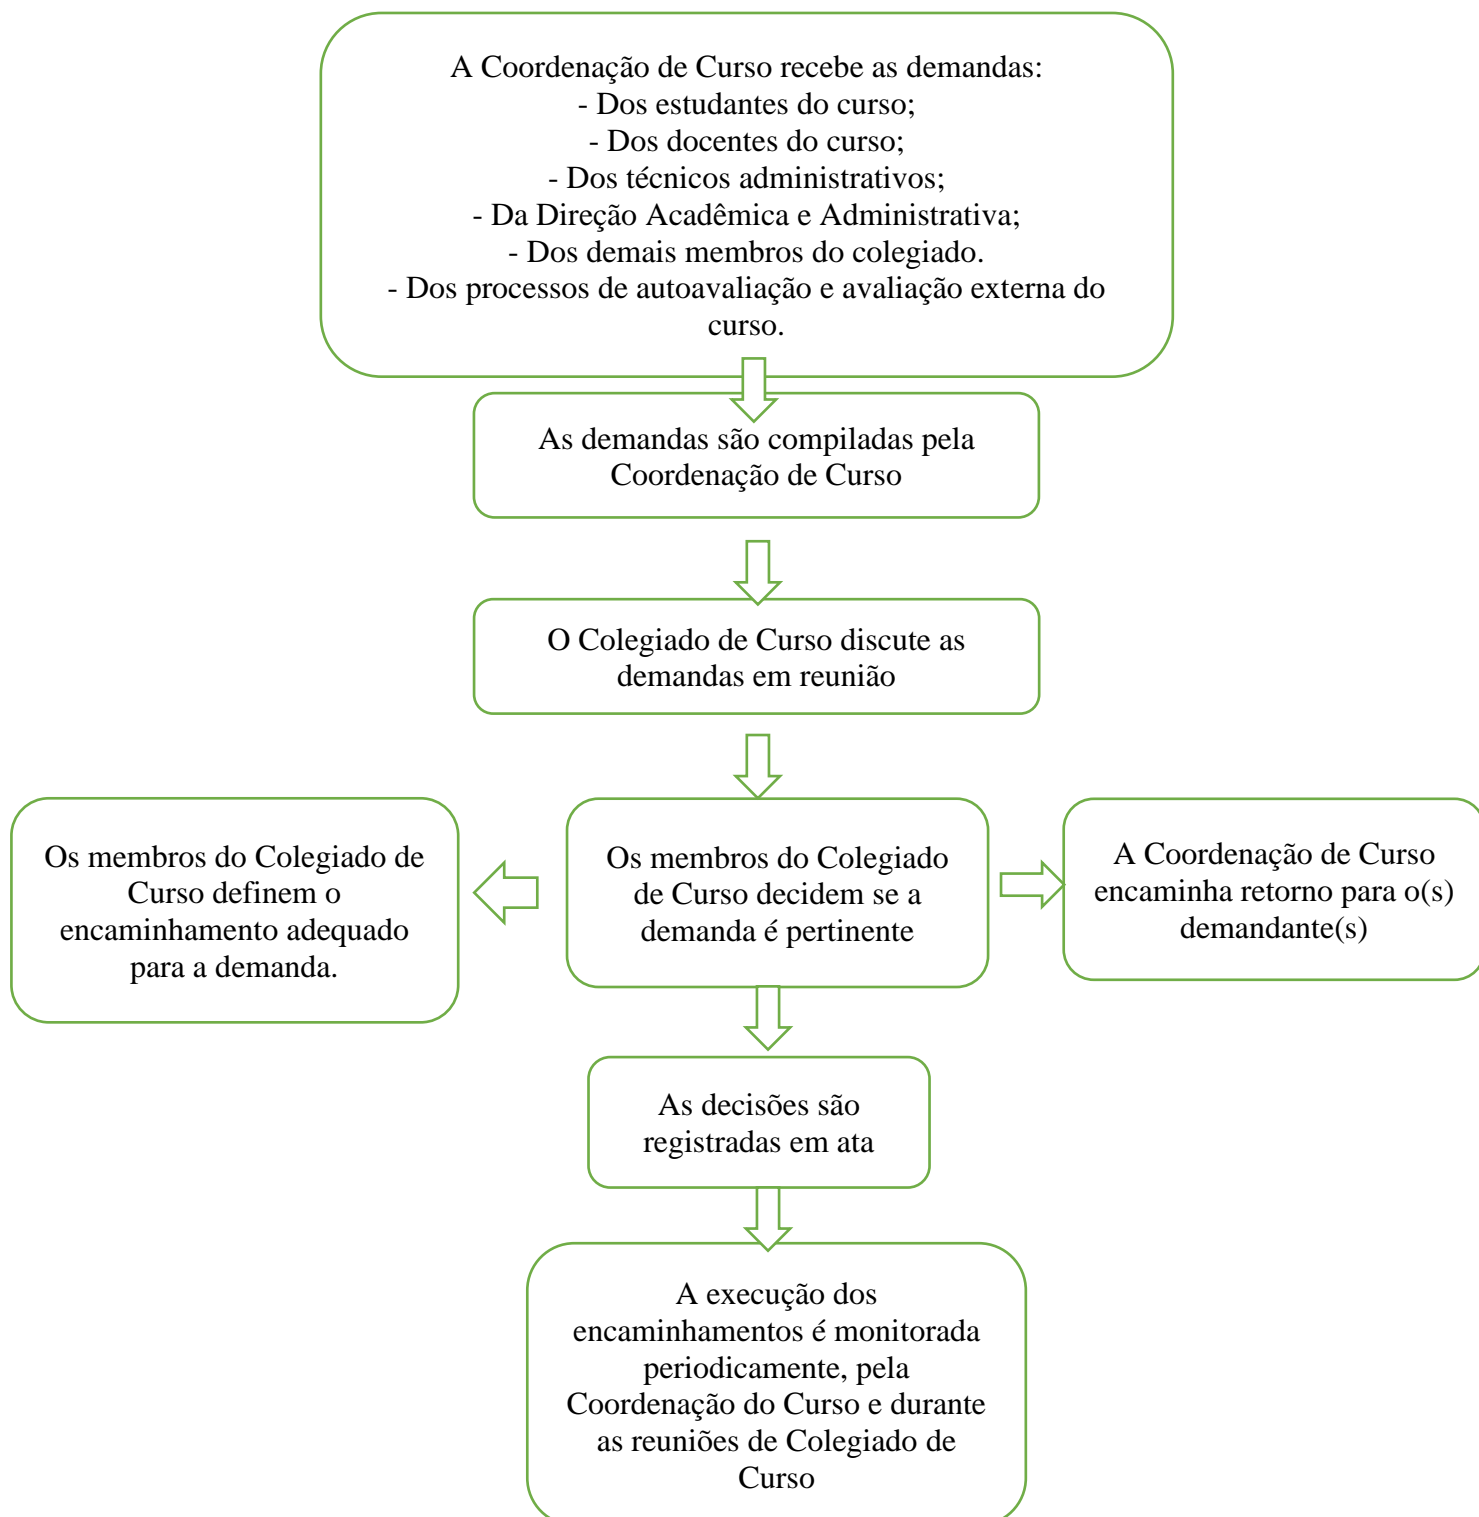 A Coordenação de Curso recebe as demandas:
- Dos estudantes do curso;
- Dos docentes do curso;
- Dos técnicos administrativos;
- Da Direção Acadêmica e Administrativa;
- Dos demais membros do colegiado.
- Dos processos de autoavaliação e avaliação externa do
curso.
As demandas são compiladas pela
Coordenação de Curso
O Colegiado de Curso discute as
demandas em reunião
Os membros do Colegiado de
Curso definem o
encaminhamento adequado
para a demanda.
Os membros do Colegiado
de Curso decidem se a
demanda é pertinente
A Coordenação de Curso
encaminha retorno para o(s)
demandante(s)
As decisões são
registradas em ata
A execução dos
encaminhamentos é monitorada
periodicamente, pela
Coordenação do Curso e durante
as reuniões de Colegiado de
Curso